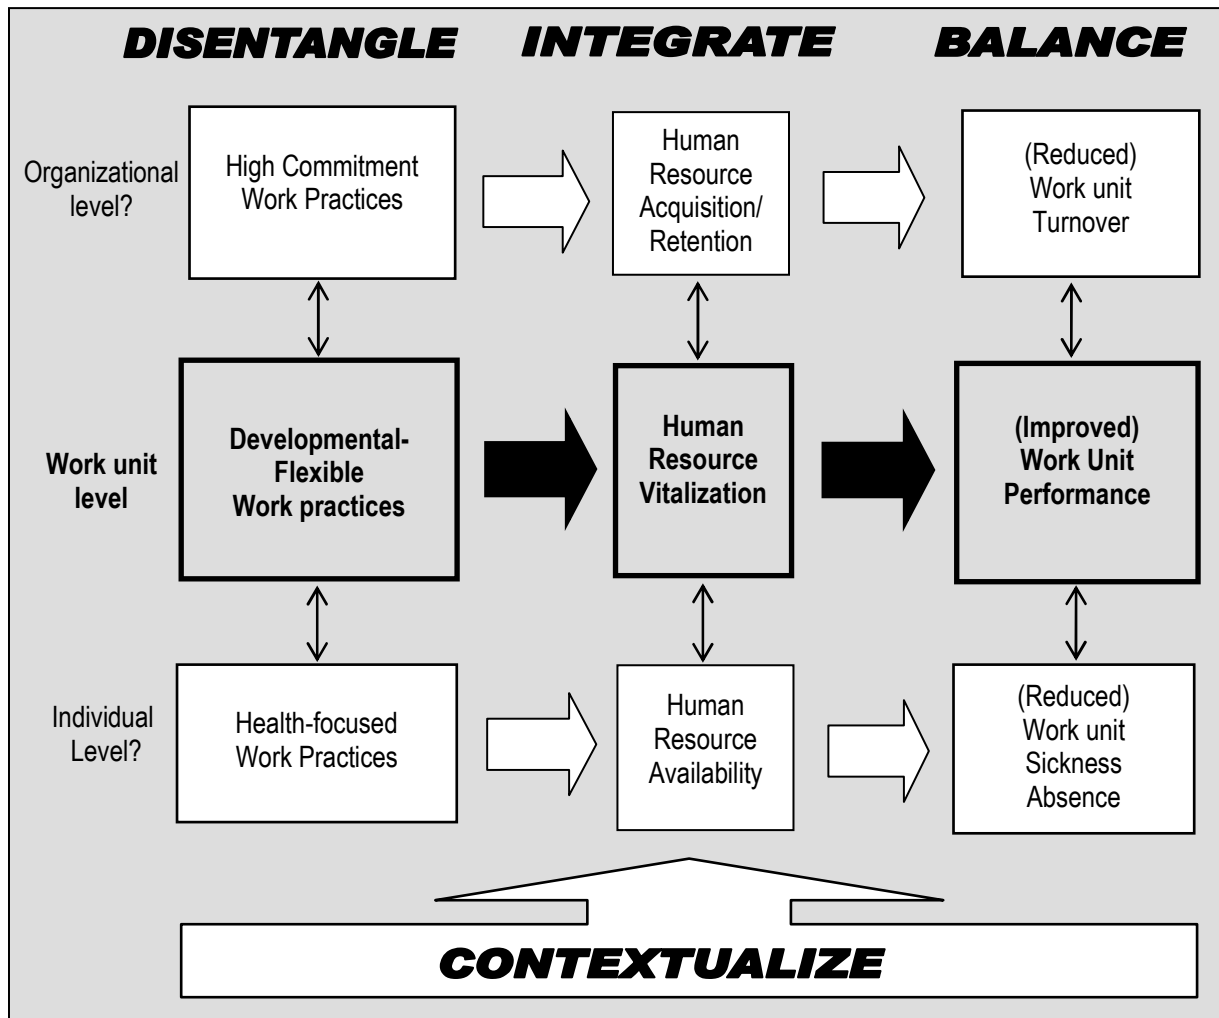 DISENTANGLE INTEGRATE BALANCE
Organizational
level?
High Commitment
Work Practices
Human
Resource
Acquisition/
Retention
(Reduced)
Work unit
Turnover
Work unit
level
Developmental-
Flexible
Work practices
Human
Resource
Vitalization
(Improved)
Work Unit
Performance
Individual
Level?
Health-focused
Work Practices
Human
Resource
Availability
(Reduced)
Work unit
Sickness
Absence
CONTEXTUALIZE